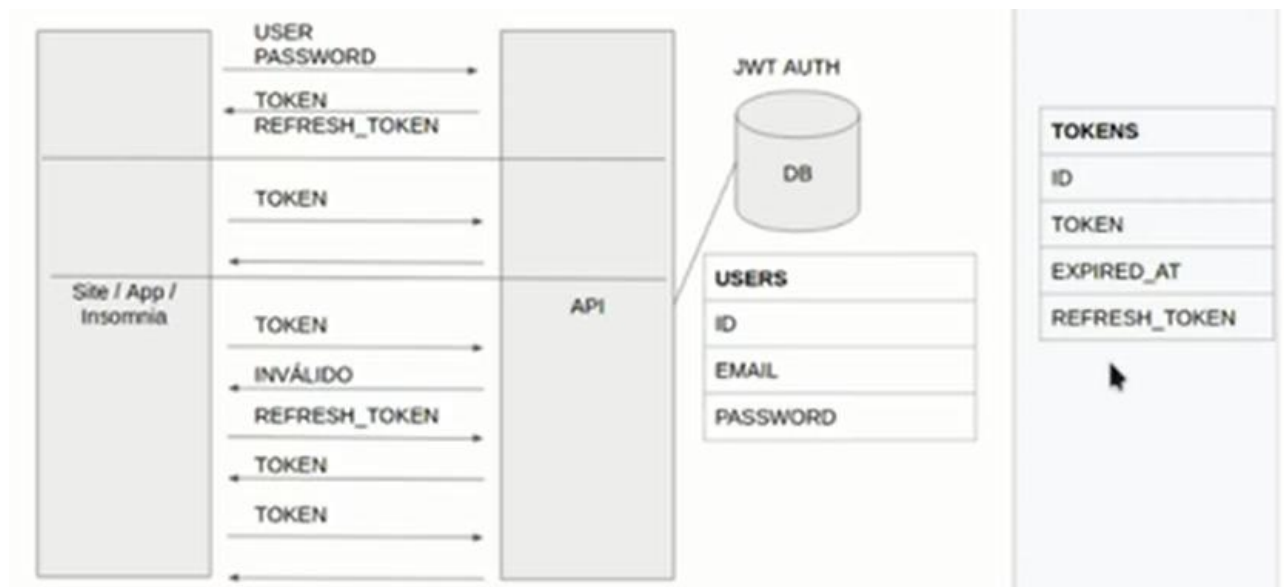 USER
PASSWORD
TOKEN
REFRESH_TOKEN
TOKEN
Site / App /
Insomnia
TOKEN
INVÁLIDO
REFRESH_TOKEN
TOKEN
TOKEN
API
JWT AUTH
DB
USERS
ID
EMAIL
PASSWORD
TOKENS
ID
TOKEN
EXPIRED_AT
REFRESH_TOKEN